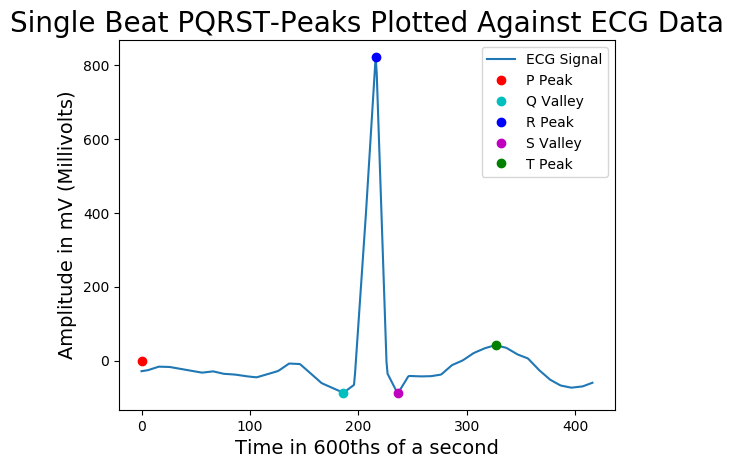 Single Beat PQRST-Peaks Plotted Against ECG Data
Amplitude in mV (Millivolts)
800
600
400
200
0
ECG Signal
P Peak
Q Valley
R Peak
S Valley
T Peak
0 100 200 300 400
Time in 600ths of a second